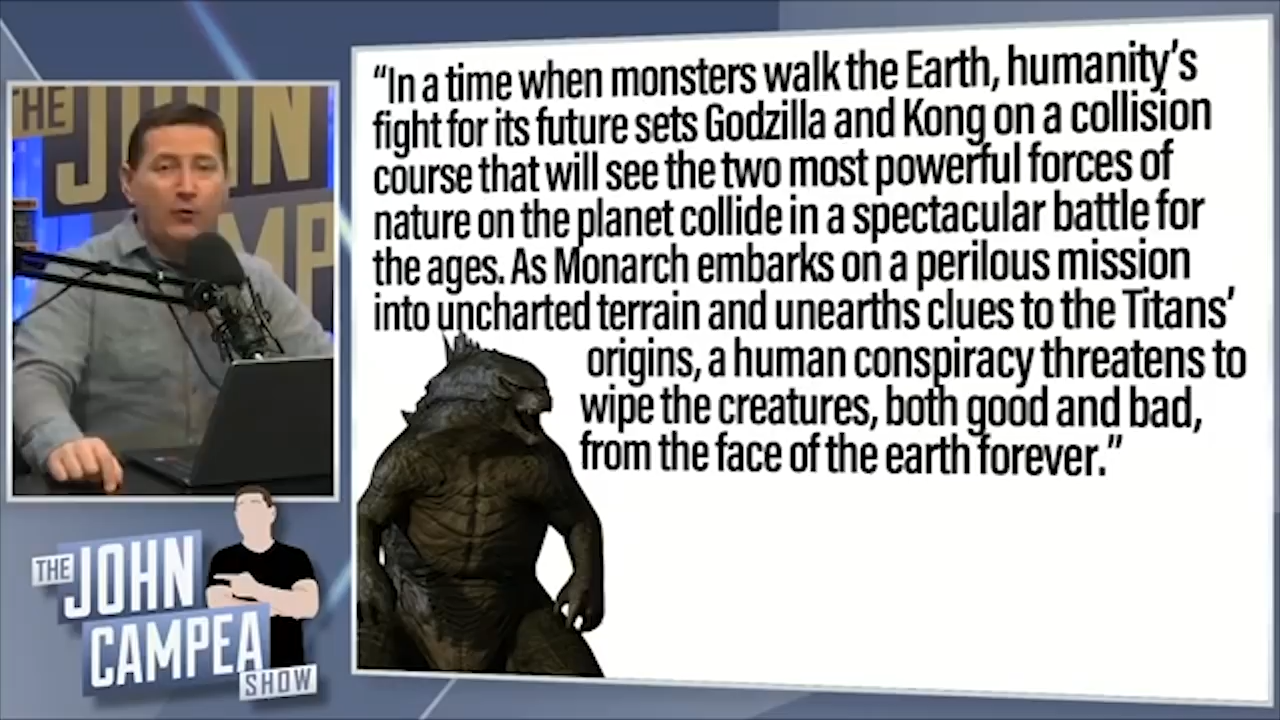 THE
JOHN
CAMP
“In a time when monsters walk the Earth, humanity’s
fight for its future sets Godzilla and Kong on a collision
course that will see the two most powerful forces of
nature on the planet collide in a spectacular battle for
the ages. As Monarch embarks on a perilous mission
into uncharted terrain and unearths clues to the Titans’
origins, a human conspiracy threatens to
wipe the creatures, both good and bad,
from the face of the earth forever.”
THE
JOHN
CAMPEA
SHOW